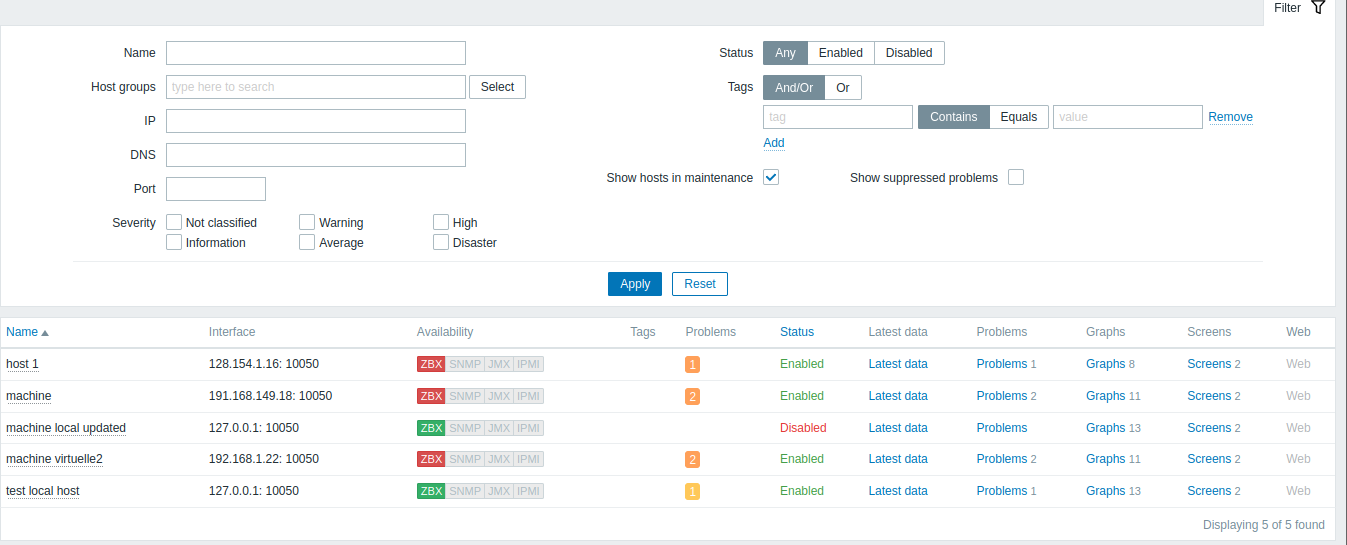 Filter
Name Status Any Enabled Disabled
Host groups type here to search Select Tags And/Or Or
IP tag Contains Equals value Remove
DNS Add
Port Show hosts in maintenance Show suppressed problems
Severity Not classified Warning High
Information Average Disaster
Apply Reset
Name Interface Availability Tags Problems Status Latest data Problems Graphs Screens Web
host 1 128.154.1.16: 10050 ZBX SNMP JMX IPMI 1 Enabled Latest data Problems 1 Graphs 8 Screens 2 Web
machine 191.168.149.18: 10050 ZBX SNMP JMX IPMI 2 Enabled Latest data Problems 2 Graphs 11 Screens 2 Web
machine local updated 127.0.0.1: 10050 ZBX SNMP JMX IPMI Disabled Latest data Problems Graphs 13 Screens 2 Web
machine virtuelle2 192.168.1.22: 10050 ZBX SNMP JMX IPMI 2 Enabled Latest data Problems 2 Graphs 11 Screens 2 Web
test local host 127.0.0.1: 10050 ZBX SNMP JMX IPMI 1 Enabled Latest data Problems 1 Graphs 13 Screens 2 Web
Displaying 5 of 5 found